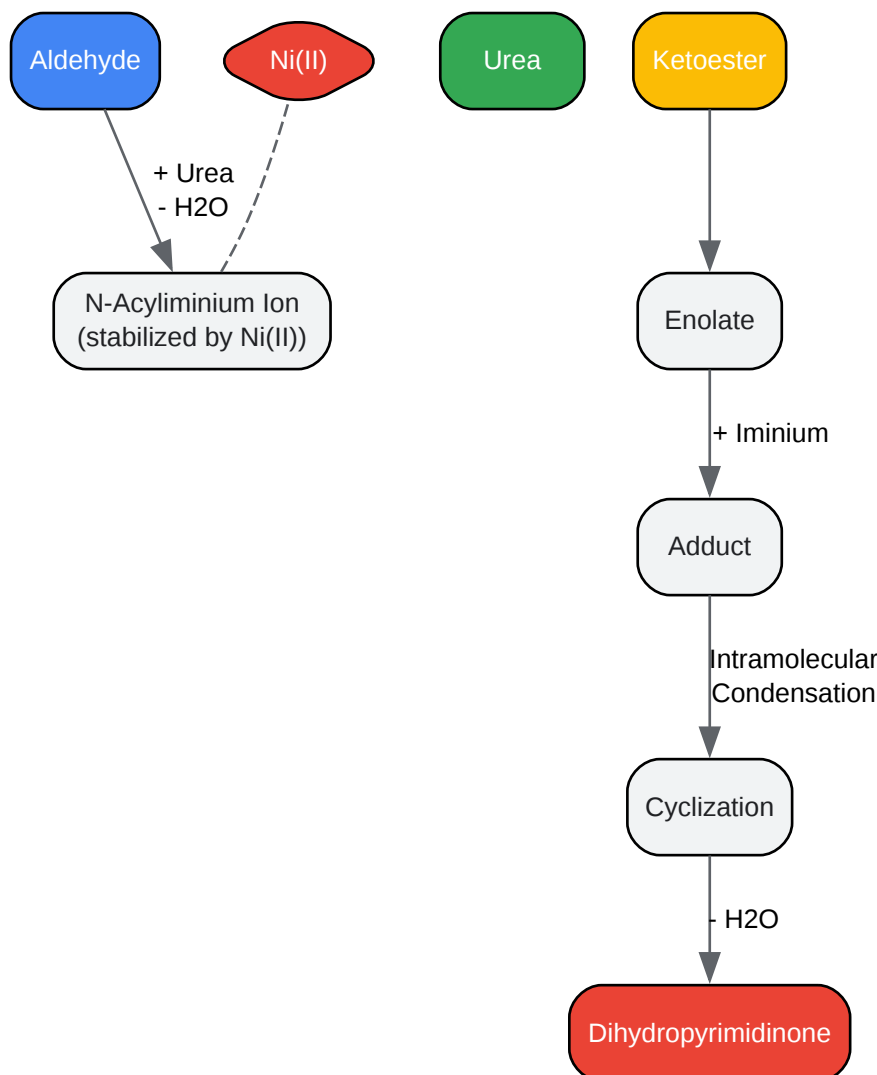 Aldehyde
Ni(II)
Urea
Ketoester
+ Urea
- H2O
N-Acyliminium Ion
(stabilized by Ni(II))
Enolate
+ Iminium
Adduct
Intramolecular
Condensation
Cyclization
- H2O
Dihydropyrimidinone